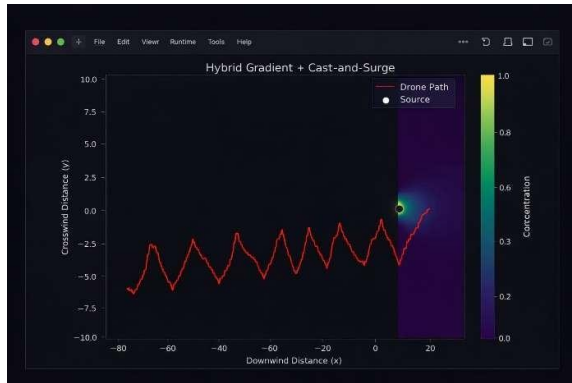 File Edit Viewr Runtime Tools Help
Hybrid Gradient + Cast-and-Surge
Drone Path
Source
10.0
7.5
5.0
2.5
0.0
−2.5
−5.0
−7.5
−10.0
Crosswind Distance (y)
−80 −60 −40 −60 −20 0 20
Downwind Distance (x)
1.0
0.8
0.6
0.3
0.2
0.0
Corcentration